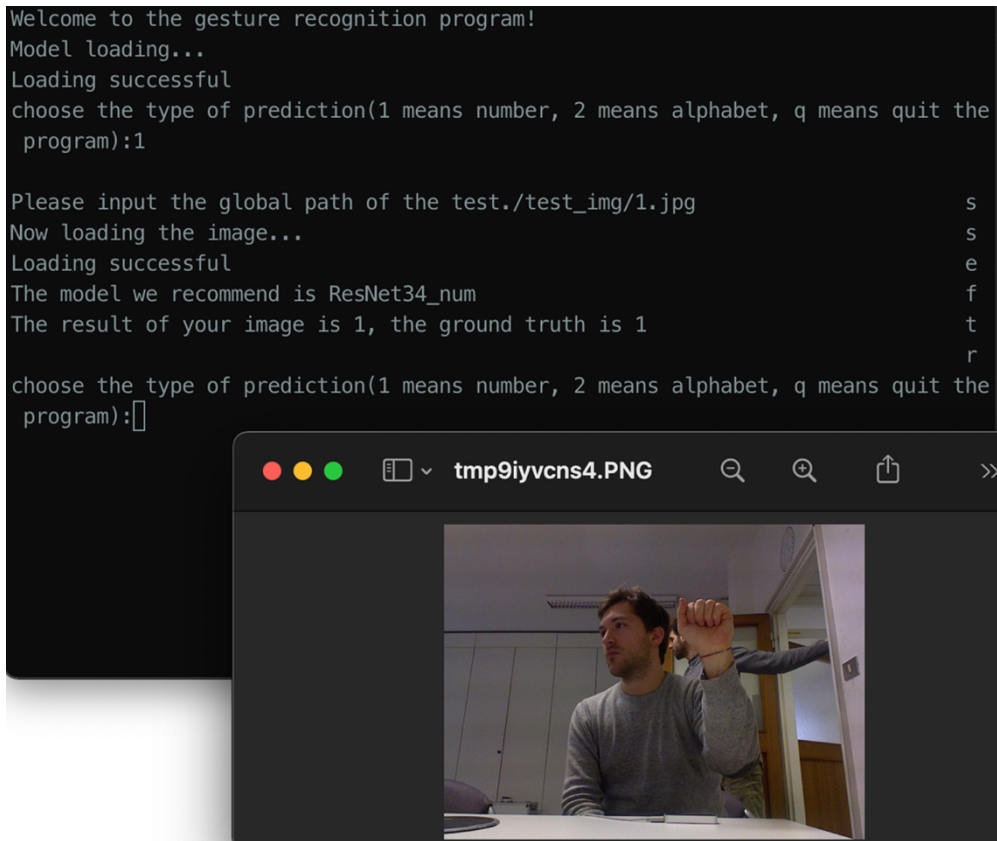 Welcome to the gesture recognition program!
Model loading...
Loading successful
choose the type of prediction(1 means number, 2 means alphabet, q means quit the
program):1
Please input the global path of the test./test_img/1.jpg s
Now loading the image... s
Loading successful e
The model we recommend is ResNet34_num f
The result of your image is 1, the ground truth is 1 t
r
choose the type of prediction(1 means number, 2 means alphabet, q means quit the
program):
tmp9iyvcns4.PNG